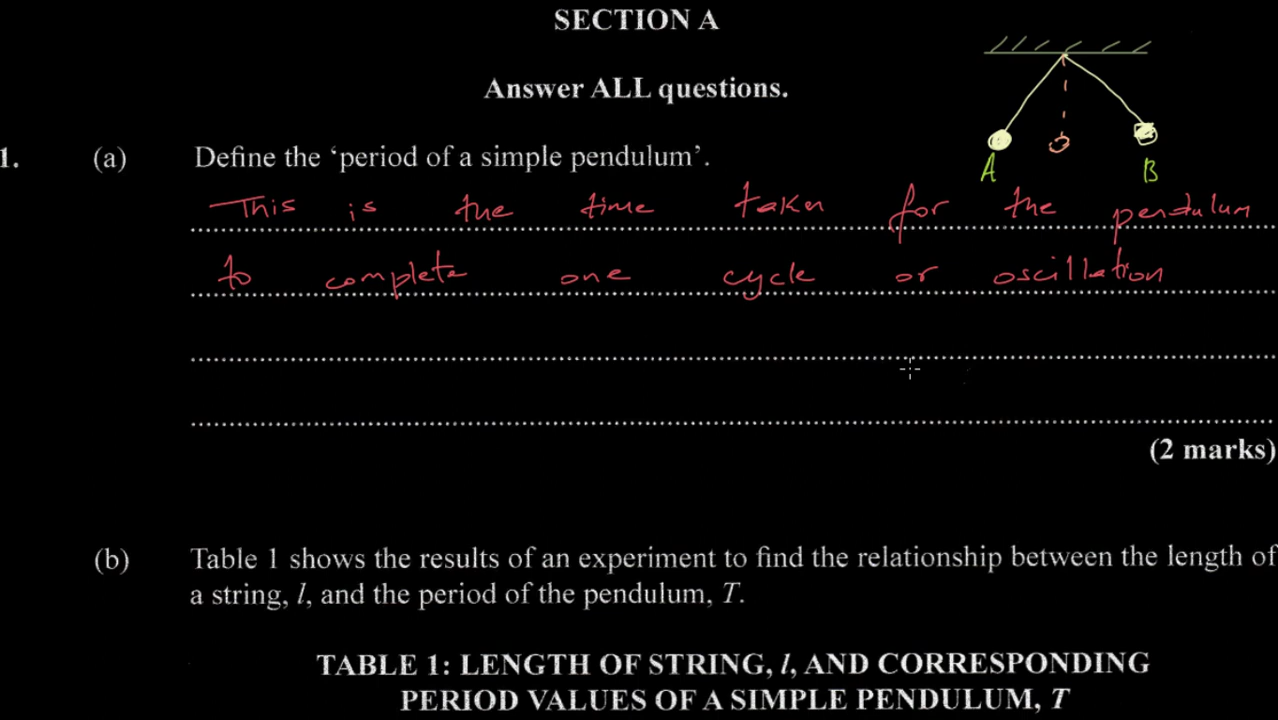 SECTION A
Answer ALL questions.
1. (a) Define the ‘period of a simple pendulum’.
A B
This is the time taken for the pendulum
to complete one cycle or oscillation
(2 marks)
(b) Table 1 shows the results of an experiment to find the relationship between the length of
a string, l, and the period of the pendulum, T.
TABLE 1: LENGTH OF STRING, l, AND CORRESPONDING
PERIOD VALUES OF A SIMPLE PENDULUM, T